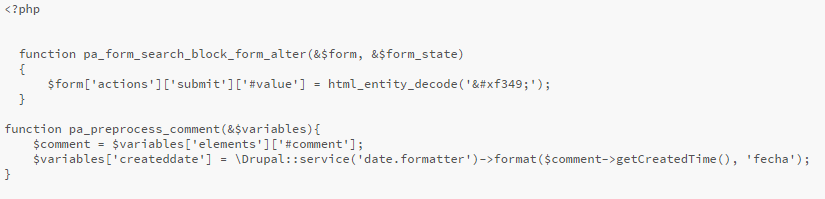 <?php
  function pa_form_search_block_form_alter(&$form, &$form_state)
  {
      $form['actions']['submit']['#value'] = html_entity_decode('&#xf349;');
  }
function pa_preprocess_comment(&$variables){
    $comment = $variables['elements']['#comment'];
    $variables['createddate'] = \Drupal::service('date.formatter')->format($comment->getCreatedTime(), 'fecha');
}